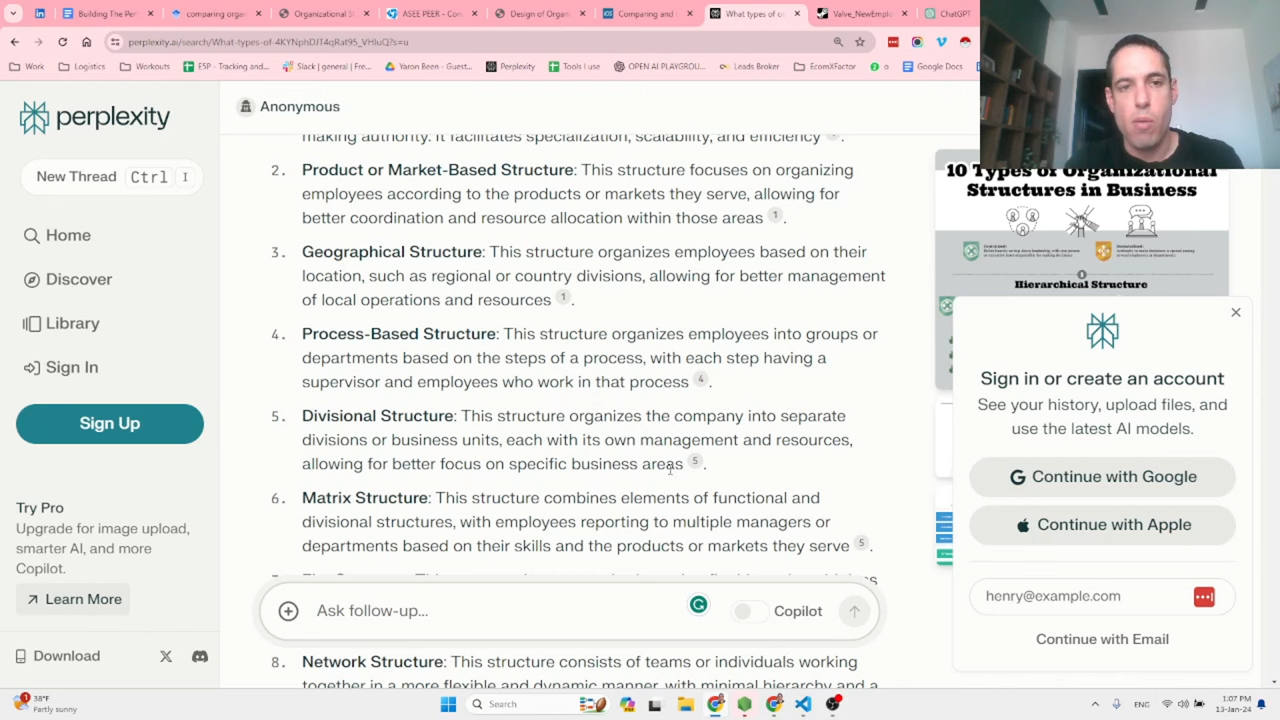 Building The Per
comparing organ
Organizational St
ASEE PEER - Con
Design of Organi
Comparing and
What types of o
Valve_NewEmplo
ChatGPT
perplexity.ai/search/What-types-of-4KYNphDJT4qRat95_VHIuQ?s=u
Work
Logistics
Workouts
ESP - Tracking and...
Slack | general | Fre...
Yaron Been - Guest...
Perplexity
Tools I use
OPEN AI PLAYGROU...
Leads Broker
EcomXFactor
Google Docs
perplexity
Anonymous
New Thread Ctrl I
Home
Discover
Library
Sign In
Sign Up
Try Pro
Upgrade for image upload,
smarter AI, and more
Copilot.
Learn More
Download
making authority. It facilitates specialization, scalability, and efficiency
2. Product or Market-Based Structure: This structure focuses on organizing
employees according to the products or markets they serve, allowing for
better coordination and resource allocation within those areas 1 .
3. Geographical Structure: This structure organizes employees based on their
location, such as regional or country divisions, allowing for better management
of local operations and resources 1 .
4. Process-Based Structure: This structure organizes employees into groups or
departments based on the steps of a process, with each step having a
supervisor and employees who work in that process 4 .
5. Divisional Structure: This structure organizes the company into separate
divisions or business units, each with its own management and resources,
allowing for better focus on specific business areas 5 .
6. Matrix Structure: This structure combines elements of functional and
divisional structures, with employees reporting to multiple managers or
departments based on their skills and the products or markets they serve 5 .
Ask follow-up...
Copilot
8. Network Structure: This structure consists of teams or individuals working
together in a more flexible and dynamic manner, with minimal hierarchy and a
10 Types of Organizational
Structures in Business
Hierarchical Structure
Sign in or create an account
See your history, upload files, and
use the latest AI models.
Continue with Google
Continue with Apple
henry@example.com
Continue with Email
38°F
Partly sunny
Search
ENG
1:07 PM
13-Jan-24